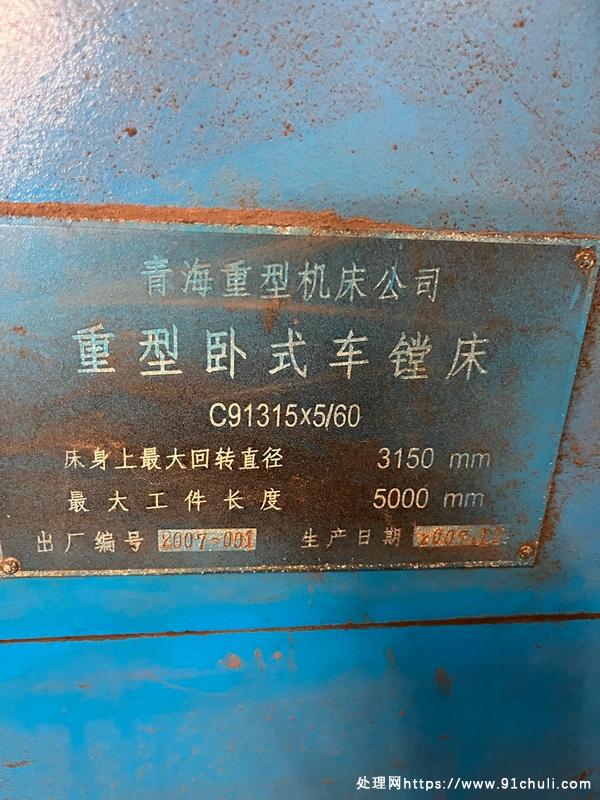 青海重型机床公司
重型卧式车镗床
C91315×5/60
床身上最大回转直径 3150 mm
最大工件长度 5000 mm
出厂编号 2007-001 生产日期
处理网https://www.91chuli.com